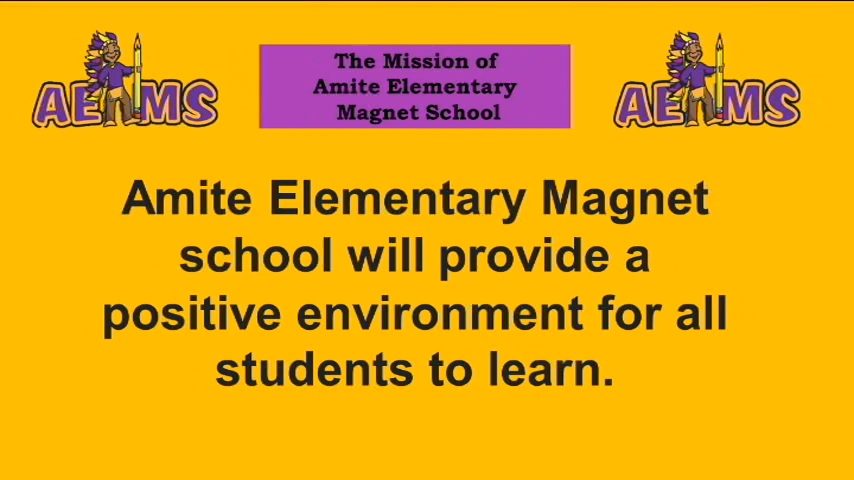 AEMS
The Mission of
Amite Elementary
Magnet School
AEMS
Amite Elementary Magnet
school will provide a
positive environment for all
students to learn.